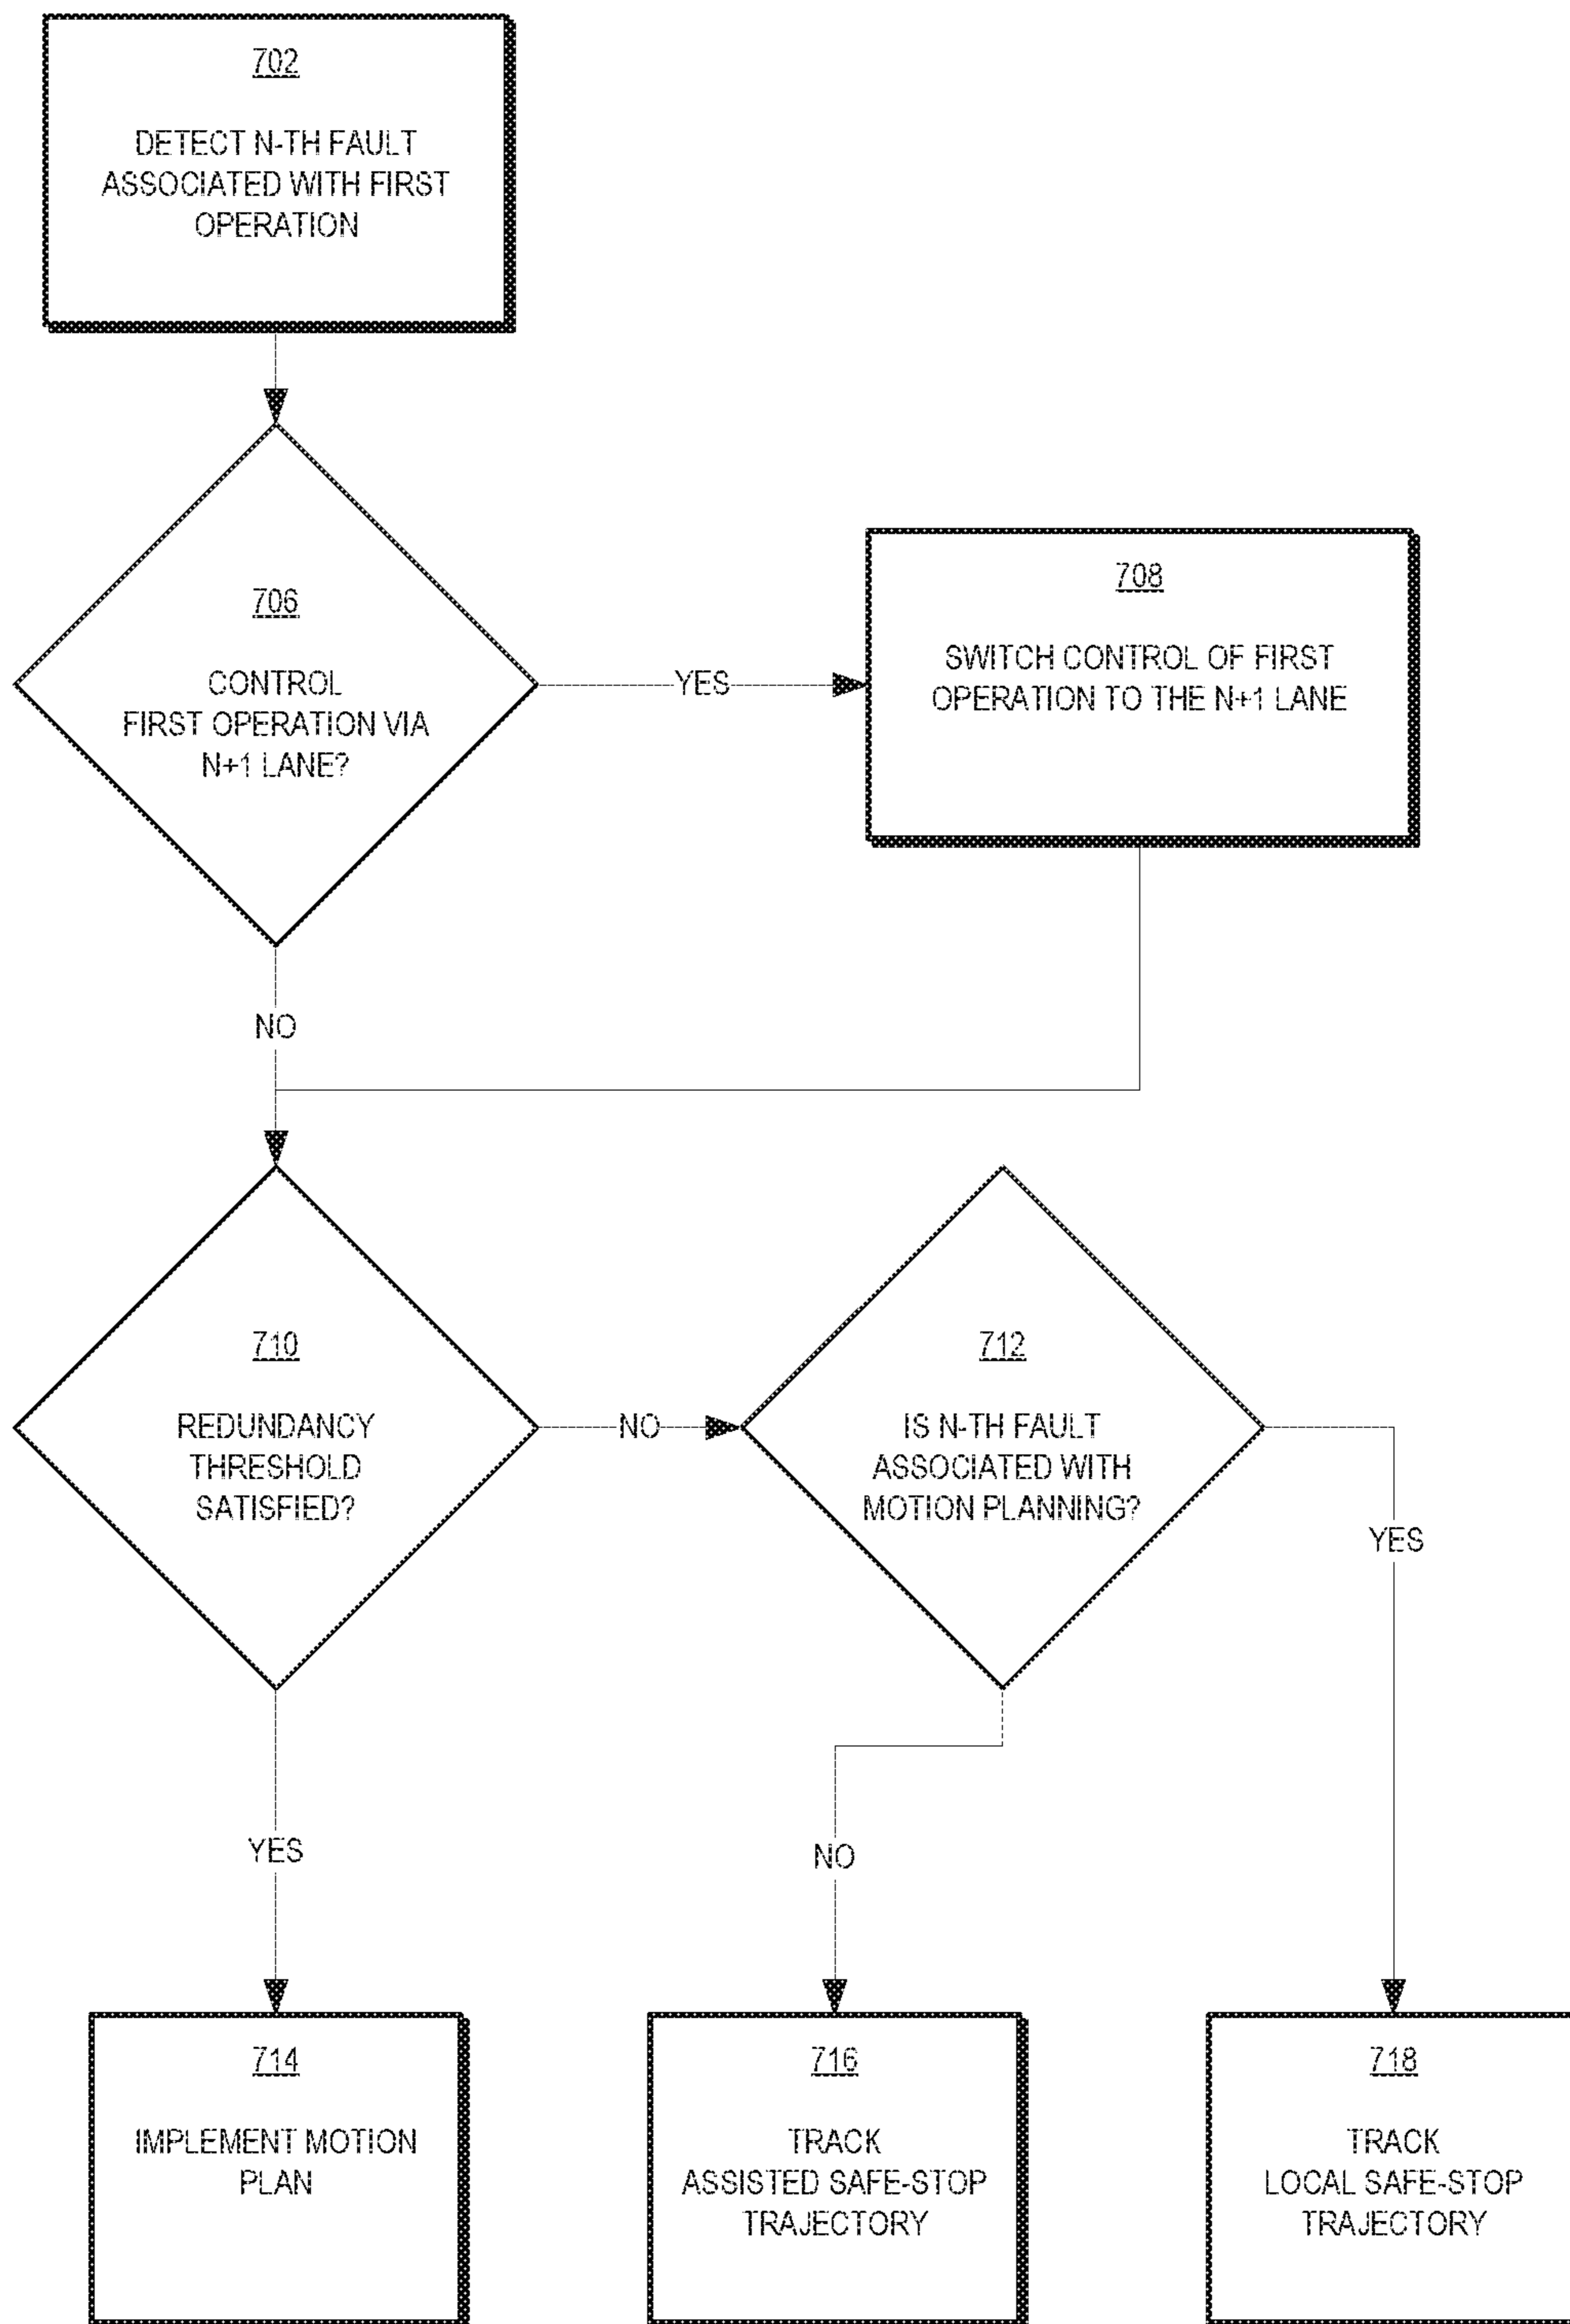 702
DETECT N-TH FAULT
ASSOCIATED WITH FIRST
OPERATION
706
CONTROL
FIRST OPERATION VIA
N+1 LANE?
YES
708
SWITCH CONTROL OF FIRST
OPERATION TO THE N+1 LANE
NO
710
REDUNDANCY
THRESHOLD
SATISFIED?
NO
712
IS N-TH FAULT
ASSOCIATED WITH
MOTION PLANNING?
YES
YES
NO
714
IMPLEMENT MOTION
PLAN
716
TRACK
ASSISTED SAFE-STOP
TRAJECTORY
718
TRACK
LOCAL SAFE-STOP
TRAJECTORY